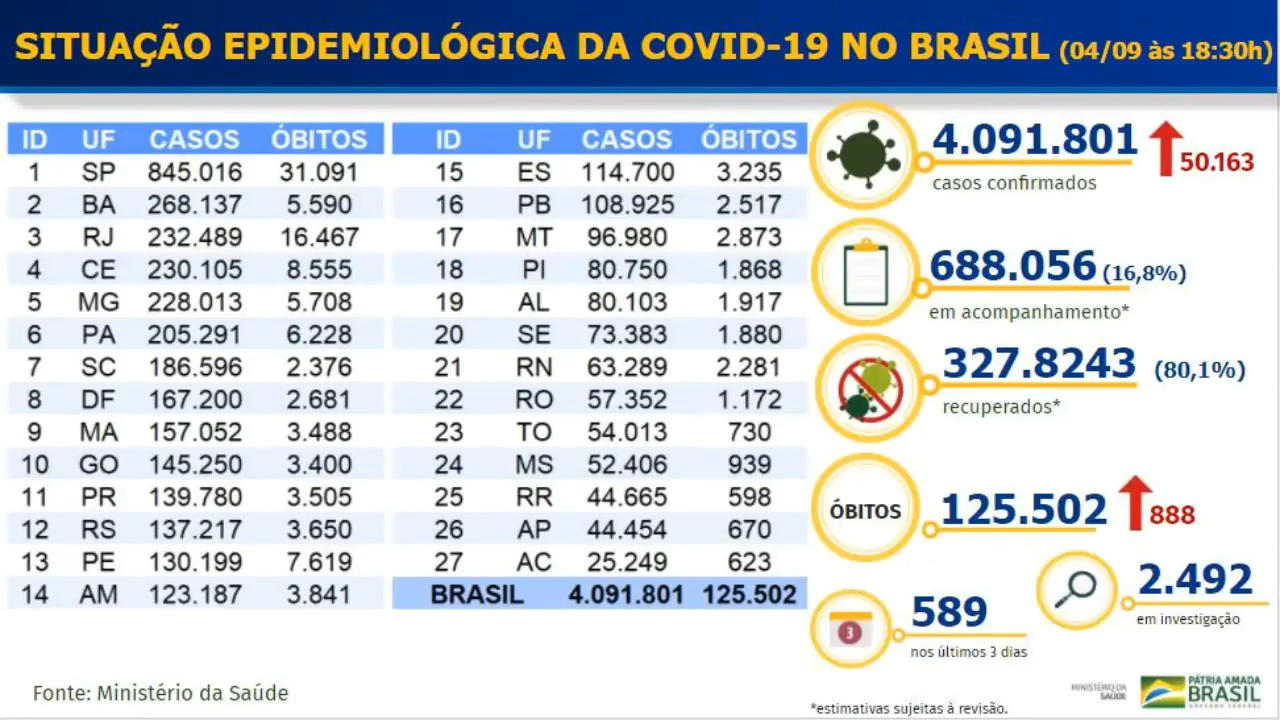 SITUAÇÃO EPIDEMIOLÓGICA DA COVID-19 NO BRASIL (04/09 às 18:30h)
ID UF CASOS ÓBITOS
1 SP 845.016 31.091
2 BA 268.137 5.590
3 RJ 232.489 16.467
4 CE 230.105 8.555
5 MG 228.013 5.708
6 PA 205.291 6.228
7 SC 186.596 2.376
8 DF 167.200 2.681
9 MA 157.052 3.488
10 GO 145.250 3.400
11 PR 139.780 3.505
12 RS 137.217 3.650
13 PE 130.199 7.619
14 AM 123.187 3.841
ID UF CASOS ÓBITOS
15 ES 114.700 3.235
16 PB 108.925 2.517
17 MT 96.980 2.873
18 PI 80.750 1.868
19 AL 80.103 1.917
20 SE 73.383 1.880
21 RN 63.289 2.281
22 RO 57.352 1.172
23 TO 54.013 730
24 MS 52.406 939
25 RR 44.665 598
26 AP 44.454 670
27 AC 25.249 623
BRASIL 4.091.801 125.502
4.091.801 50.163
casos confirmados
688.056 (16,8%)
em acompanhamento*
327.8243 (80,1%)
recuperados*
ÓBITOS 125.502 888
2.492
em investigação
3 589
nos últimos 3 dias
Fonte: Ministério da Saúde
*estimativas sujeitas à revisão.
MINISTÉRIO DA
SAÚDE
PÁTRIA AMADA
BRASIL
GOVERNO FEDERAL